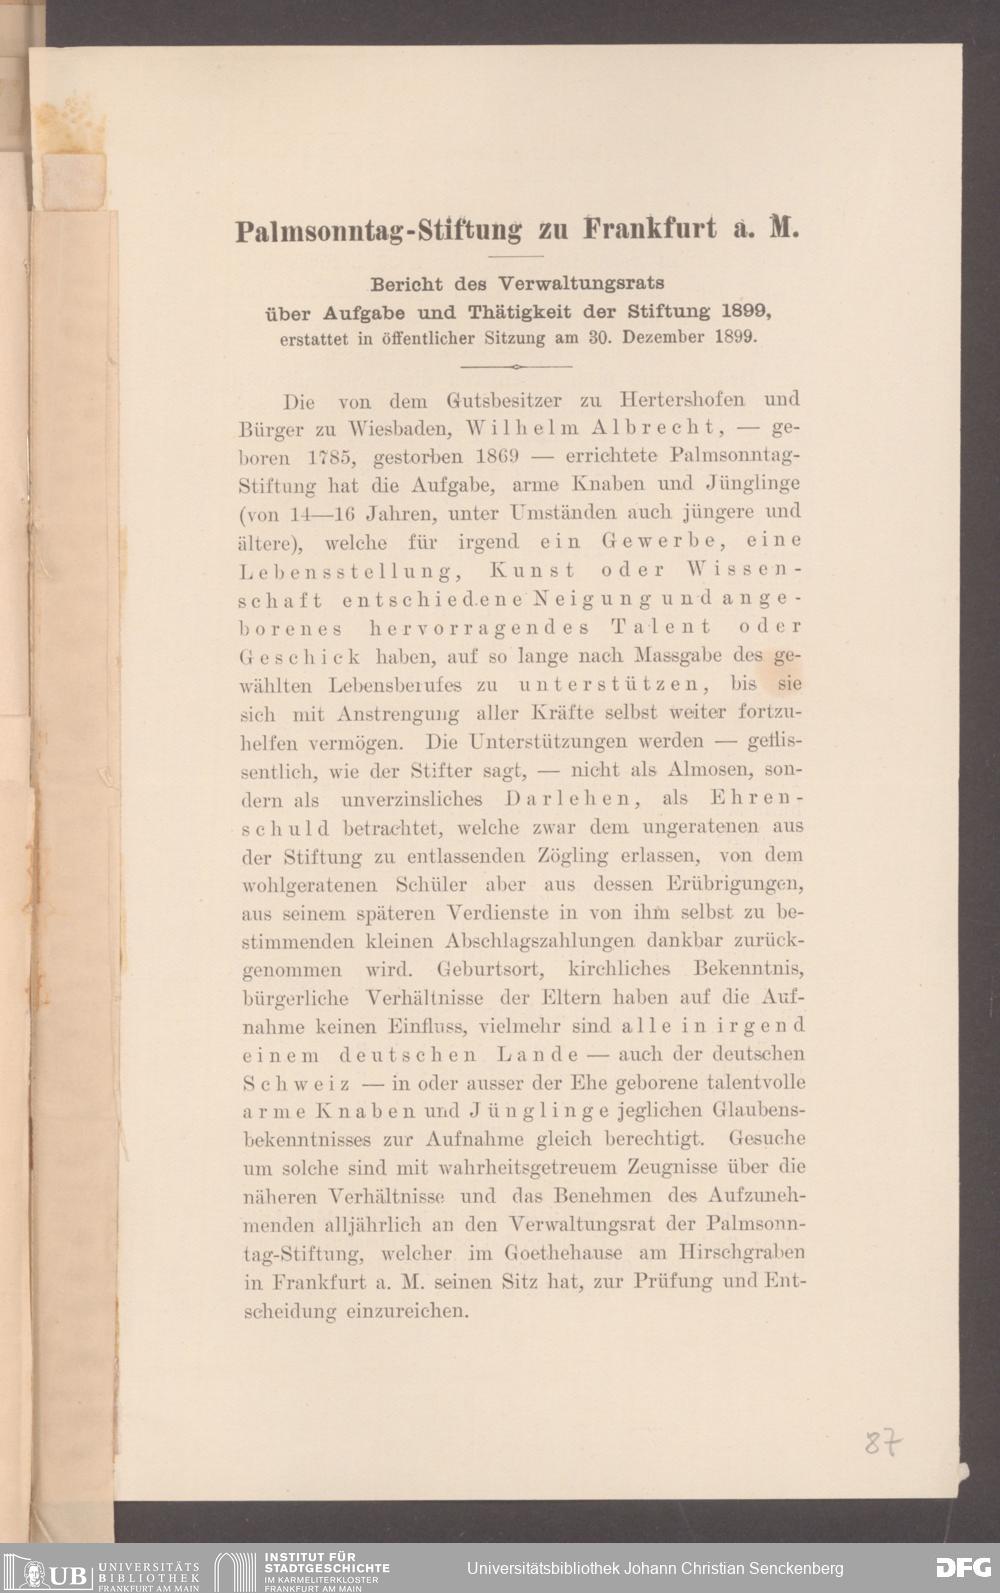 Palmsonntag-Stiftung zu Frankfurt a. M.
Bericht des Verwaltungsrats
über Aufgabe und Thätigkeit der Stiftung 1899,
erstattet in öffentlicher Sitzung am 30. Dezember 1899.
Die von dem Gutsbesitzer zu Hertershofen und
Bürger zu Wiesbaden, Wilhelm Albrecht, — ge-
boren 1785, gestorben 1869 — errichtete Palmsonntag-
Stiftung hat die Aufgabe, arme Knaben und Jünglinge
(von 14—16 Jahren, unter Umständen auch jüngere und
ältere), welche für irgend ein Gewerbe, eine
Lebensstellung, Kunst oder Wissen-
schaft entschiedene Neigung und ange-
borenes hervorragendes Talent oder
Geschick haben, auf so lange nach Massgabe des ge-
wählten Lebensberufes zu unterstützen, bis sie
sich mit Anstrengung aller Kräfte selbst weiter fortzu-
helfen vermögen. Die Unterstützungen werden — geflis-
sentlich, wie der Stifter sagt, — nicht als Almosen, son-
dern als unverzinsliches Darlehen, als Ehren-
schuld betrachtet, welche zwar dem ungeratenen aus
der Stiftung zu entlassenden Zögling erlassen, von dem
wohlgeratenen Schüler aber aus dessen Erübrigungen,
aus seinem späteren Verdienste in von ihm selbst zu be-
stimmenden kleinen Abschlagszahlungen dankbar zurück-
genommen wird. Geburtsort, kirchliches Bekenntnis,
bürgerliche Verhältnisse der Eltern haben auf die Auf-
nahme keinen Einfluss, vielmehr sind alle in irgend
einem deutschen Lande — auch der deutschen
Schweiz — in oder ausser der Ehe geborene talentvolle
arme Knaben und Jünglinge jeglichen Glaubens-
bekenntnisses zur Aufnahme gleich berechtigt. Gesuche
um solche sind mit wahrheitsgetreuem Zeugnisse über die
näheren Verhältnisse und das Benehmen des Aufzuneh-
menden alljährlich an den Verwaltungsrat der Palmsonn-
tag-Stiftung, welcher im Goethehause am Hirschgraben
in Frankfurt a. M. seinen Sitz hat, zur Prüfung und Ent-
scheidung einzureichen.
87
UB UNIVERSITÄTS
BIBLIOTHEK
FRANKFURT AM MAIN
INSTITUT FÜR
STADTGESCHICHTE
IM KARMELITERKLOSTER
FRANKFURT AM MAIN
Universitätsbibliothek Johann Christian Senckenberg
DFG